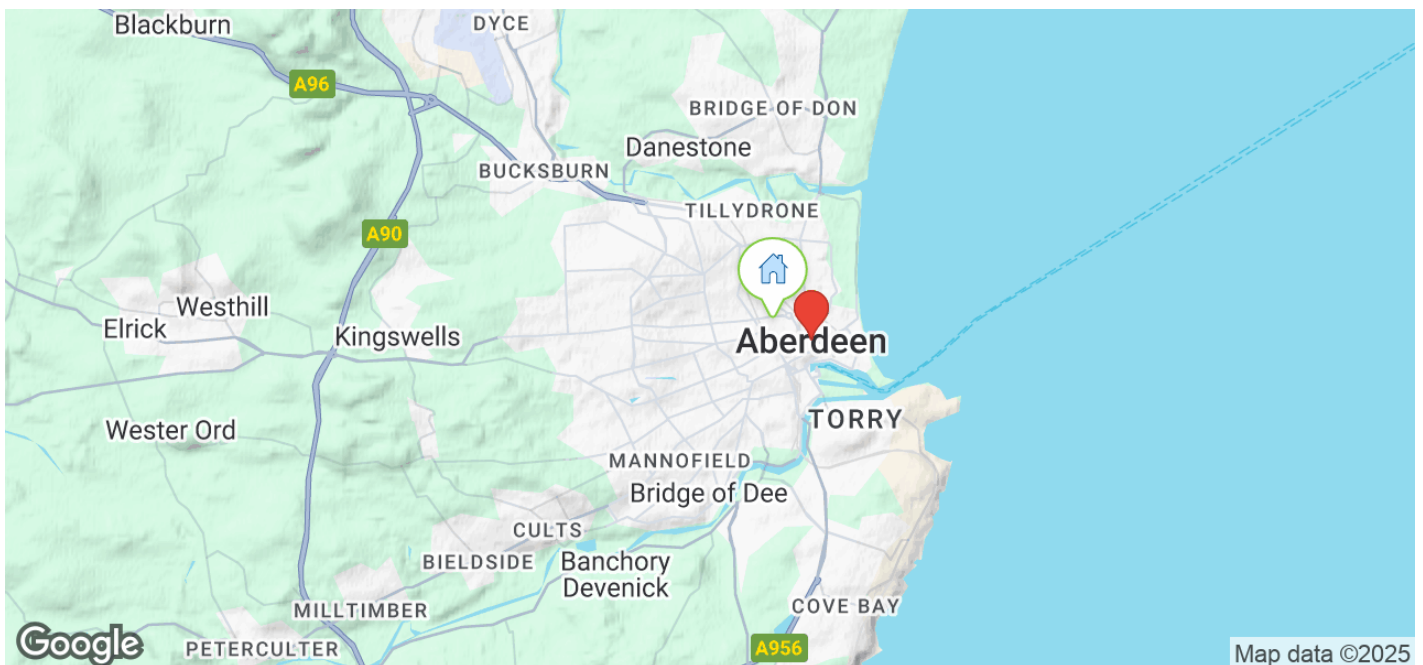 DYCE
Blackburn
A96
BRIDGE OF DON
Danestone
BUCKSBURN
TILLYDRONE
A90
Westhill
Elrick
Kingswells
Aberdeen
TORRY
Wester Ord
MANNOFIELD
Bridge of Dee
CULTS
BIELDSIDE
Banchory
Devenick
MILLTIMBER
COVE BAY
PETERCULTER
A956
Google
Map data ©2025